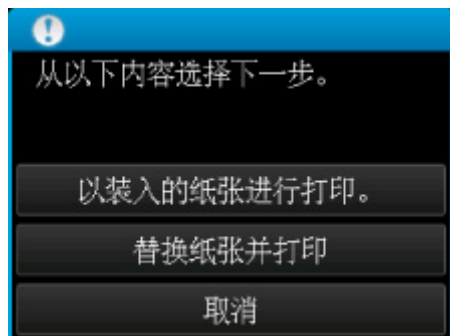 从以下内容选择下一步。
以装入的纸张进行打印。
替换纸张并打印
取消